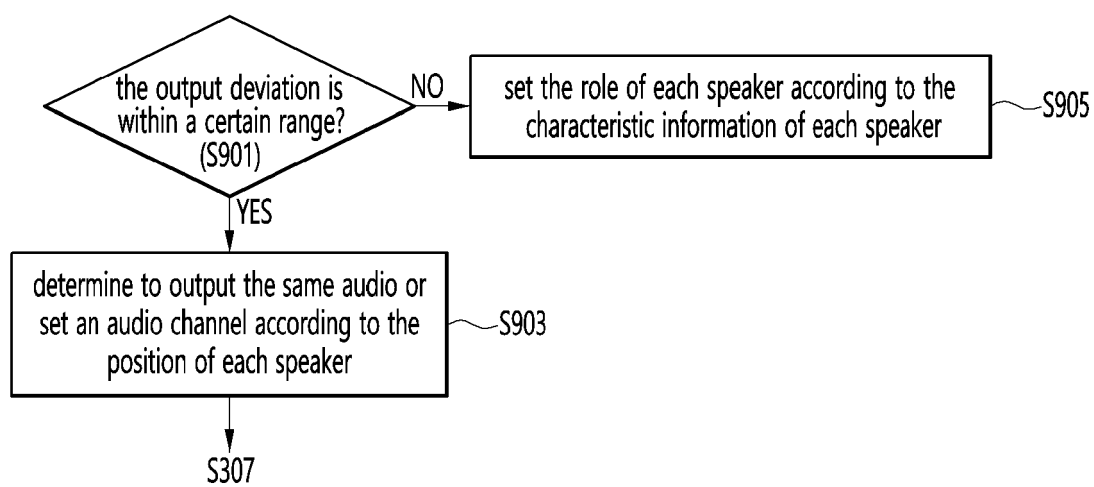 the output deviation is
within a certain range?
(S901)
NO
set the role of each speaker according to the
characteristic information of each speaker
S905
YES
determine to output the same audio or
set an audio channel according to the
position of each speaker
S903
S307